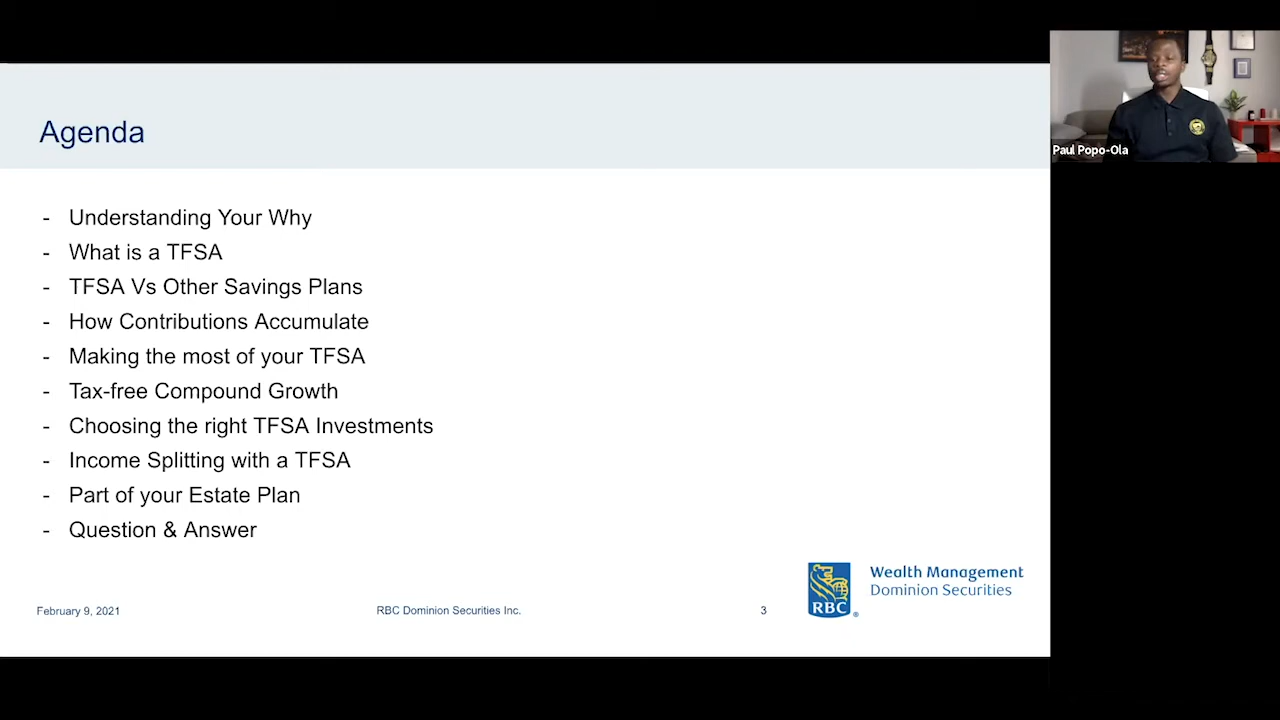 Agenda
- Understanding Your Why
- What is a TFSA
- TFSA Vs Other Savings Plans
- How Contributions Accumulate
- Making the most of your TFSA
- Tax-free Compound Growth
- Choosing the right TFSA Investments
- Income Splitting with a TFSA
- Part of your Estate Plan
- Question & Answer
February 9, 2021
RBC Dominion Securities Inc.
3
RBC ®
Wealth Management
Dominion Securities
Paul Popo-Ola